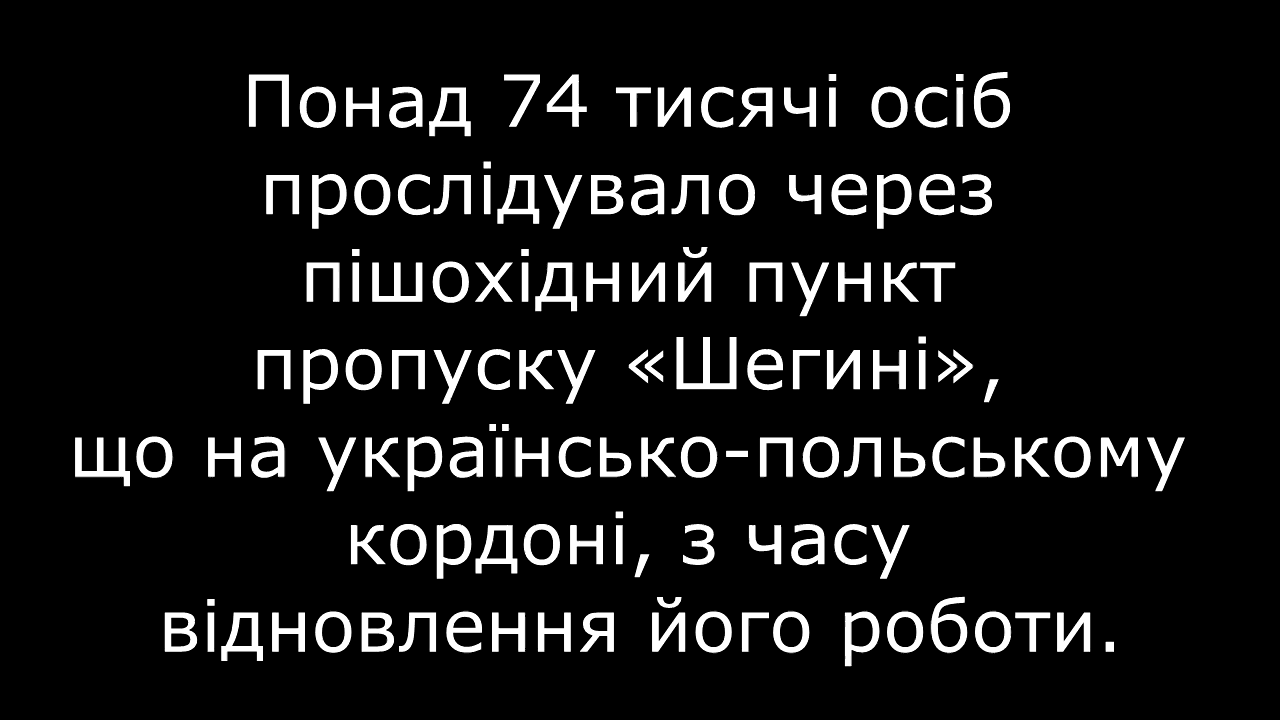 Понад 74 тисячі осіб
прослідувало через
пішохідний пункт
пропуску «Шегині»,
що на українсько-польському
кордоні, з часу
відновлення його роботи.